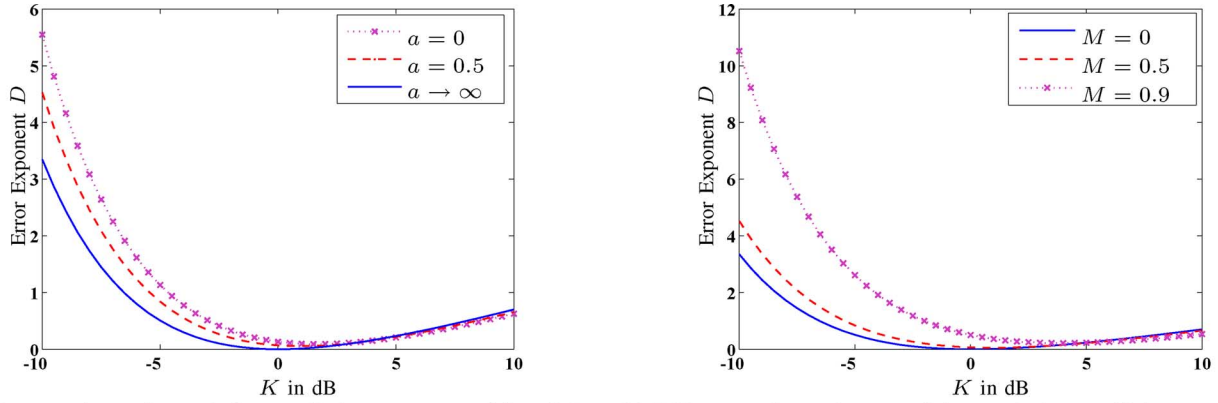 6
5
4
3
2
1
0
-10
-5
0
5
10
Error Exponent D
K in dB
a = 0
a = 0.5
a → ∞
12
10
8
6
4
2
0
-10
-5
0
5
10
Error Exponent D
K in dB
M = 0
M = 0.5
M = 0.9